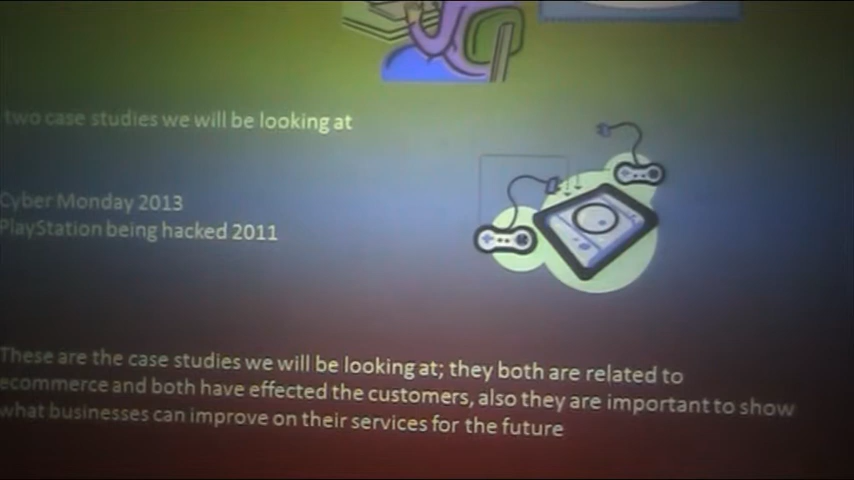 two case studies we will be looking at
Cyber Monday 2013
PlayStation being hacked 2011
These are the case studies we will be looking at; they both are related to
ecommerce and both have effected the customers, also they are important to show
what businesses can improve on their services for the future